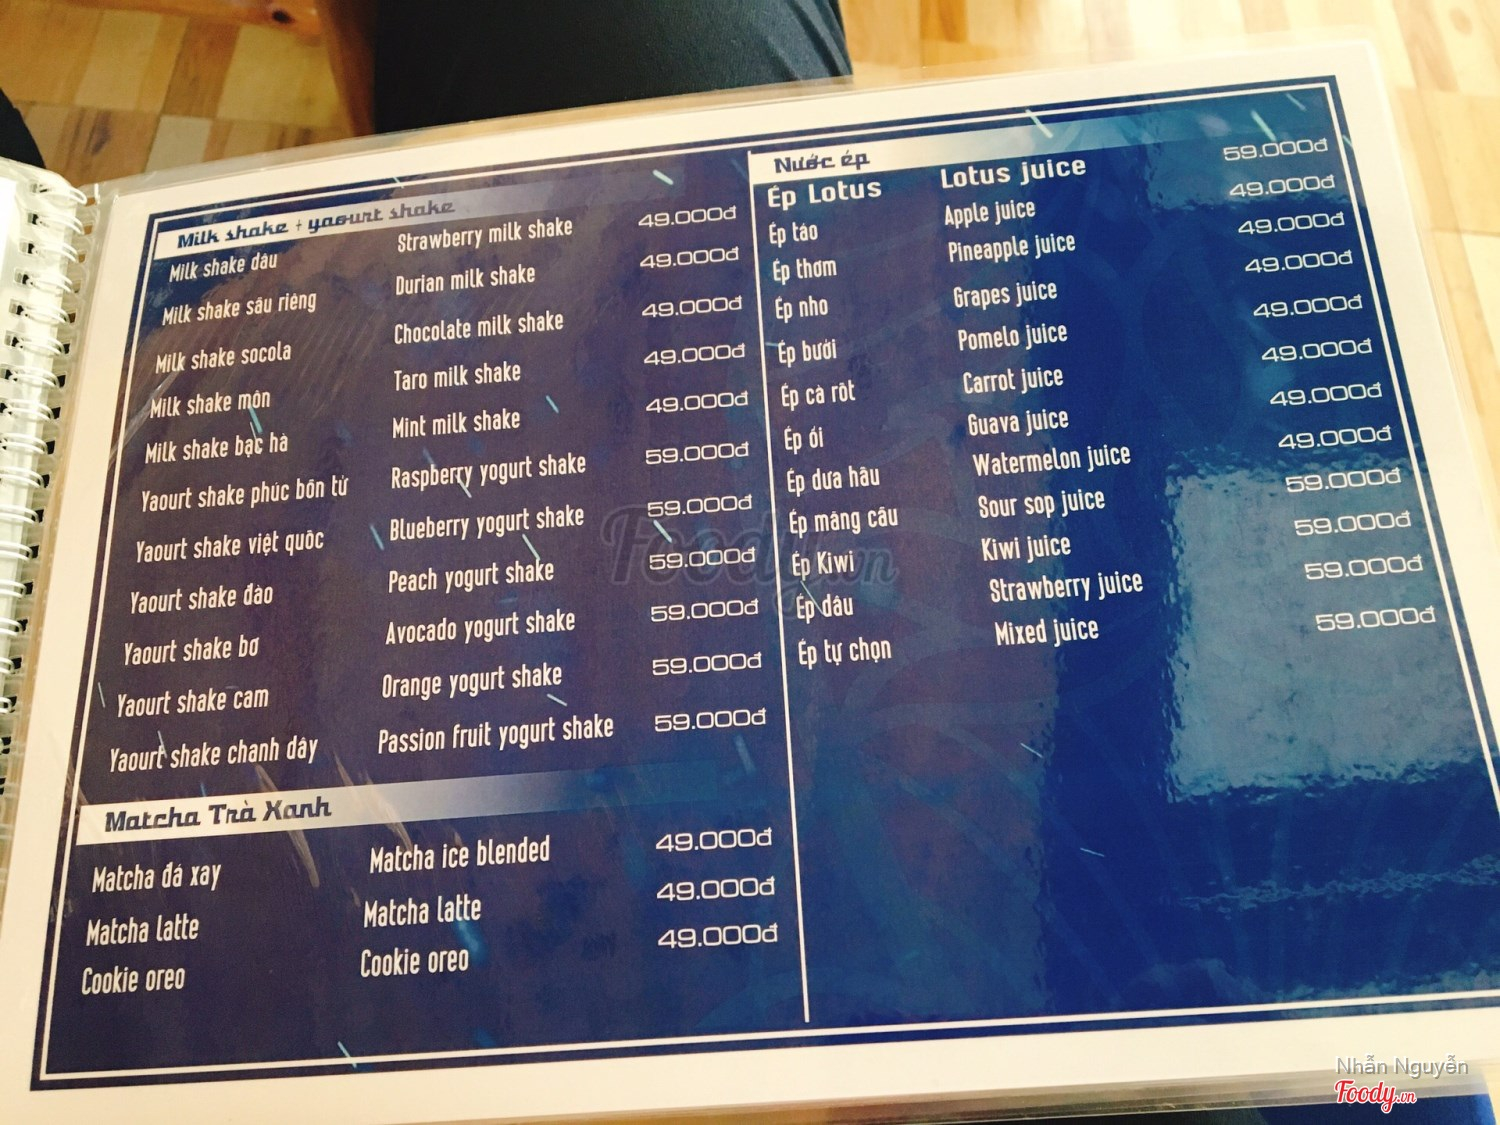 Milk shake + yaourt shake
Milk shake dâu Strawberry milk shake 49.000đ
Milk shake sâu riêng Durian milk shake 49.000đ
Milk shake socola Chocolate milk shake 49.000đ
Milk shake môn Taro milk shake 49.000đ
Milk shake bạc hà Mint milk shake 49.000đ
Yaourt shake phúc bồn tử Raspberry yogurt shake 59.000đ
Yaourt shake việt quôc Blueberry yogurt shake 59.000đ
Yaourt shake đào Peach yogurt shake 59.000đ
Yaourt shake bơ Avocado yogurt shake 59.000đ
Yaourt shake cam Orange yogurt shake 59.000đ
Yaourt shake chanh dây Passion fruit yogurt shake 59.000đ
Matcha Trà Xanh
Matcha đá xay Matcha ice blended 49.000đ
Matcha latte Matcha latte 49.000đ
Cookie oreo Cookie oreo 49.000đ
Nước ép
Ép Lotus Lotus juice 59.000đ
Ép táo Apple juice 49.000đ
Ép thơm Pineapple juice 49.000đ
Ép nho Grapes juice 49.000đ
Ép bưởi Pomelo juice 49.000đ
Ép cà rôt Carrot juice 49.000đ
Ép ổi Guava juice 49.000đ
Ép dưa hâu Watermelon juice 49.000đ
Ép mãng câu Sour sop juice 59.000đ
Ép Kiwi Kiwi juice 59.000đ
Ép dâu Strawberry juice 59.000đ
Ép tự chọn Mixed juice 59.000đ
Foody.vn
Nhẫn Nguyễn
Foody.vn